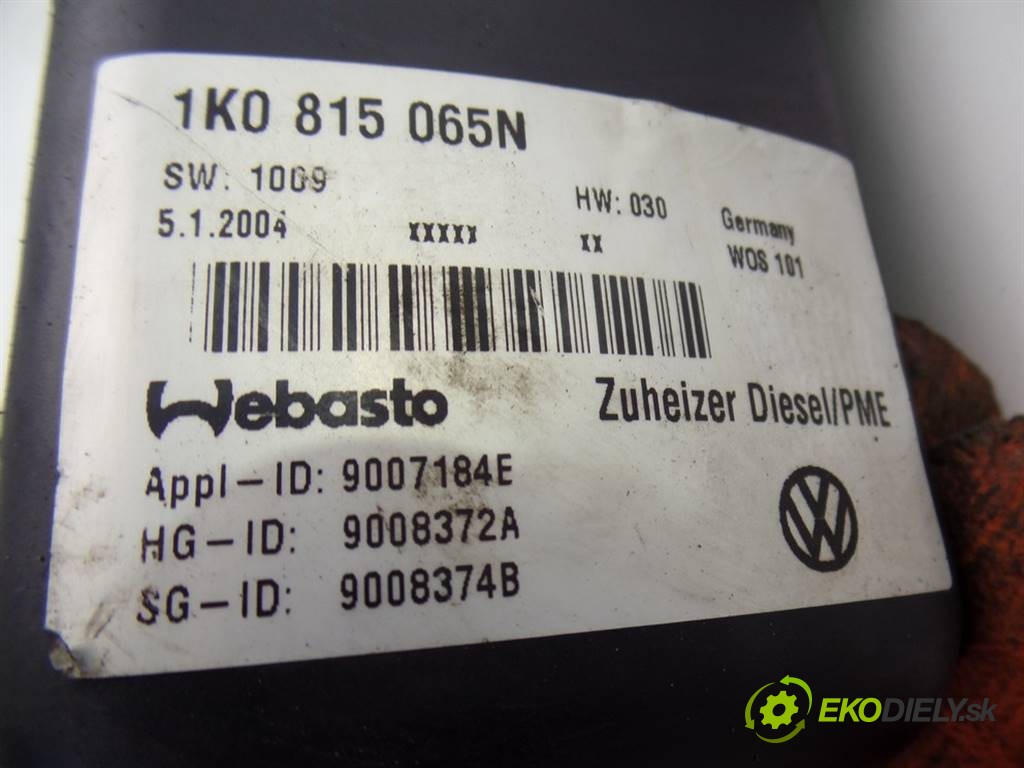 1K0 815 065N
SW: 1009 HW: 030 Germany
5.1.2004 xxxxx xx WOS 101
Webasto Zuheizer Diesel/PME
Appl-ID: 9007184E
HG-ID: 9008372A
SG-ID: 9008374B
VW
EKODIELY.sk